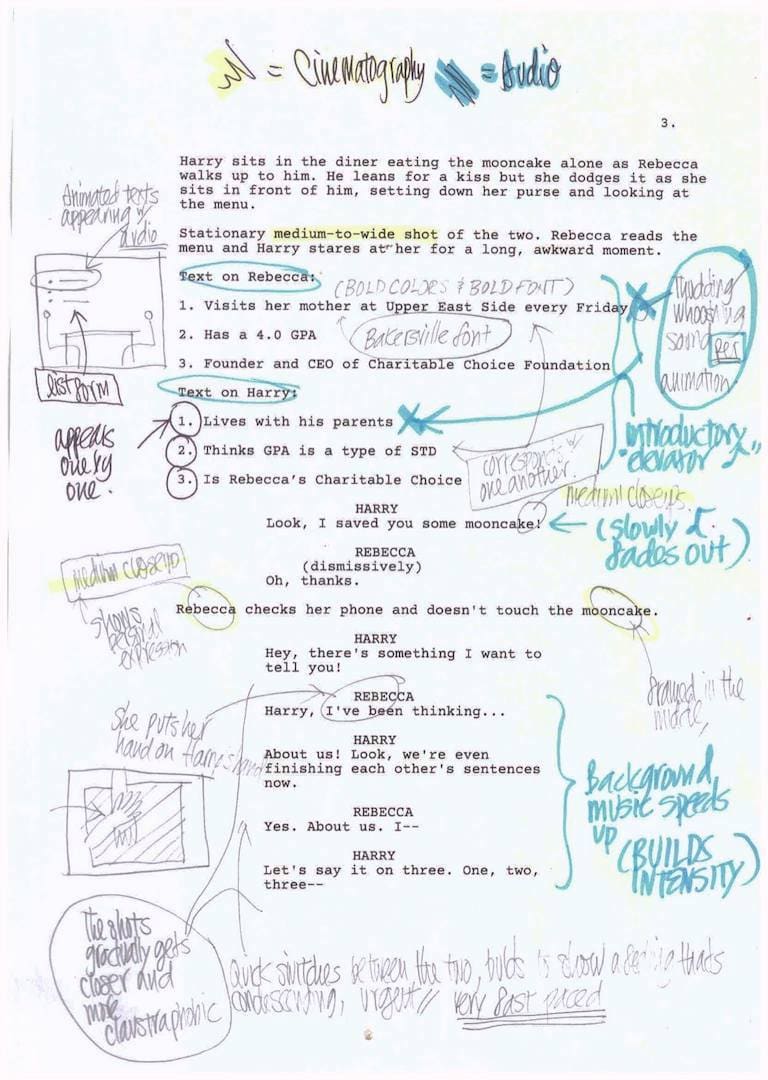 = Cinematography = Audio
3.
Harry sits in the diner eating the mooncake alone as Rebecca
walks up to him. He leans for a kiss but she dodges it as she
sits in front of him, setting down her purse and looking at
the menu.
Animated texts
appearing w/
audio
Stationary medium-to-wide shot of the two. Rebecca reads the
menu and Harry stares at her for a long, awkward moment.
Text on Rebecca:
(BOLD COLORS & BOLD FONT)
1. Visits her mother at Upper East Side every Friday
2. Has a 4.0 GPA
Bakersville font
3. Founder and CEO of Charitable Choice Foundation
Thudding
whooshing
sound per
animation
list form
Text on Harry:
appears
one by
one.
1. Lives with his parents
2. Thinks GPA is a type of STD
3. Is Rebecca's Charitable Choice
corresponds w/
one another.
introductory
"elevator ♪"
medium closeups
HARRY
Look, I saved you some mooncake!
(slowly
fades out)
REBECCA
(dismissively)
Oh, thanks.
medium closeup
shows
personal
expression
Rebecca checks her phone and doesn't touch the mooncake.
framed in the
middle,
HARRY
Hey, there's something I want to
tell you!
REBECCA
Harry, I've been thinking...
She puts her
hand on Harry's hand
HARRY
About us! Look, we're even
finishing each other's sentences
now.
REBECCA
Yes. About us. I--
HARRY
Let's say it on three. One, two,
three--
Background
music speeds
up
(BUILDS
INTENSITY)
The shots
gradually gets
closer and
more
claustraphobic
Quick switches between the two, builds to show a setting thats
condescending, urgent// very fast paced